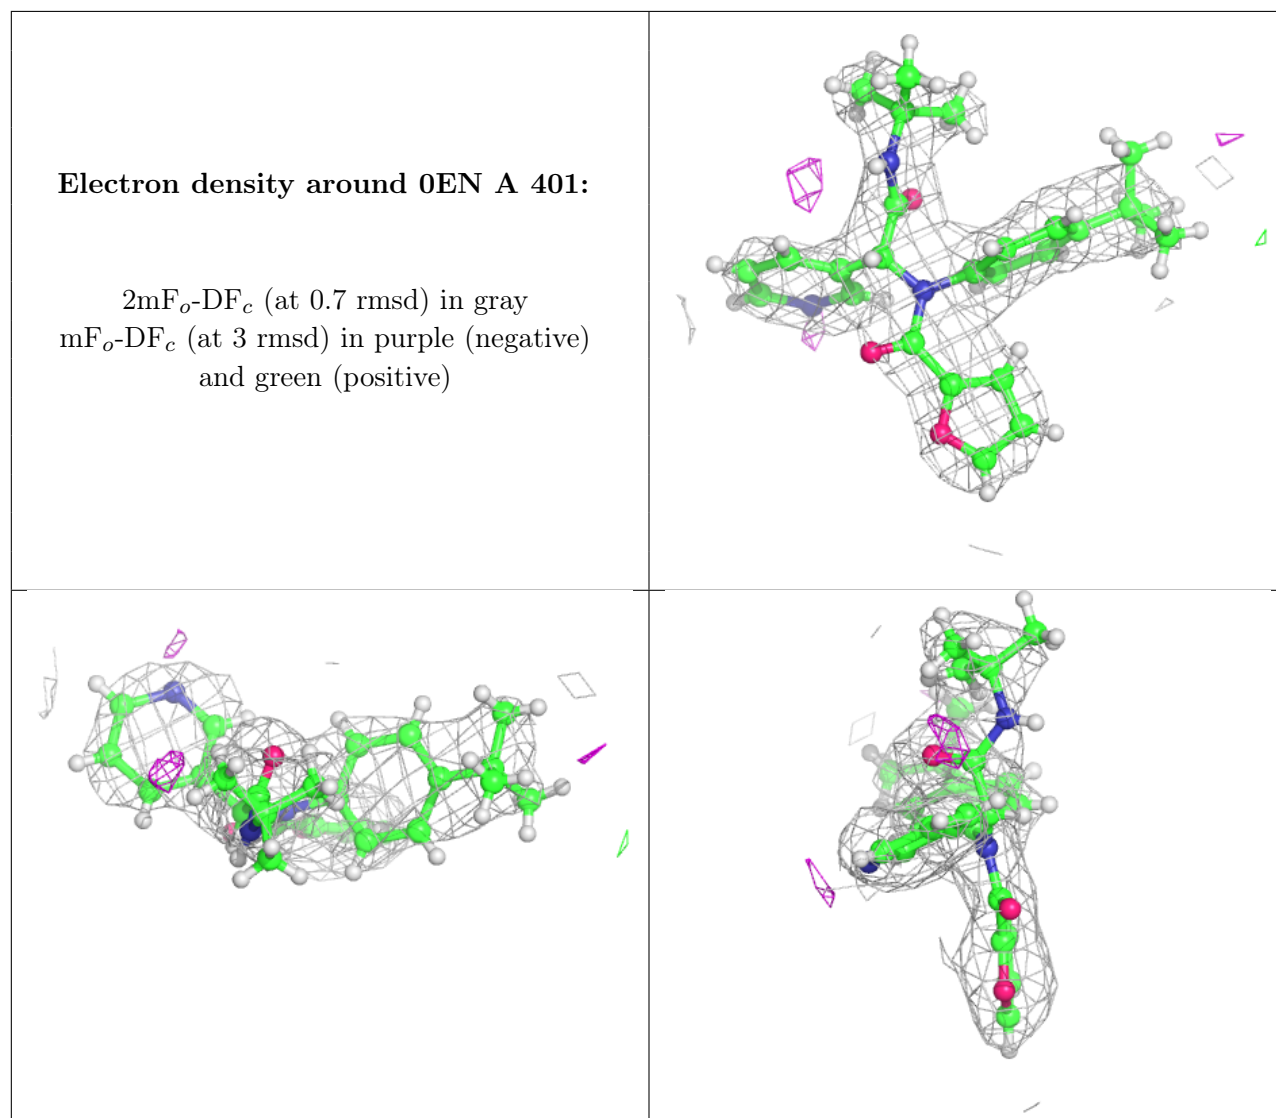 Electron density around 0EN A 401:
2mFo-DFc (at 0.7 rmsd) in gray
mFo-DFc (at 3 rmsd) in purple (negative)
and green (positive)